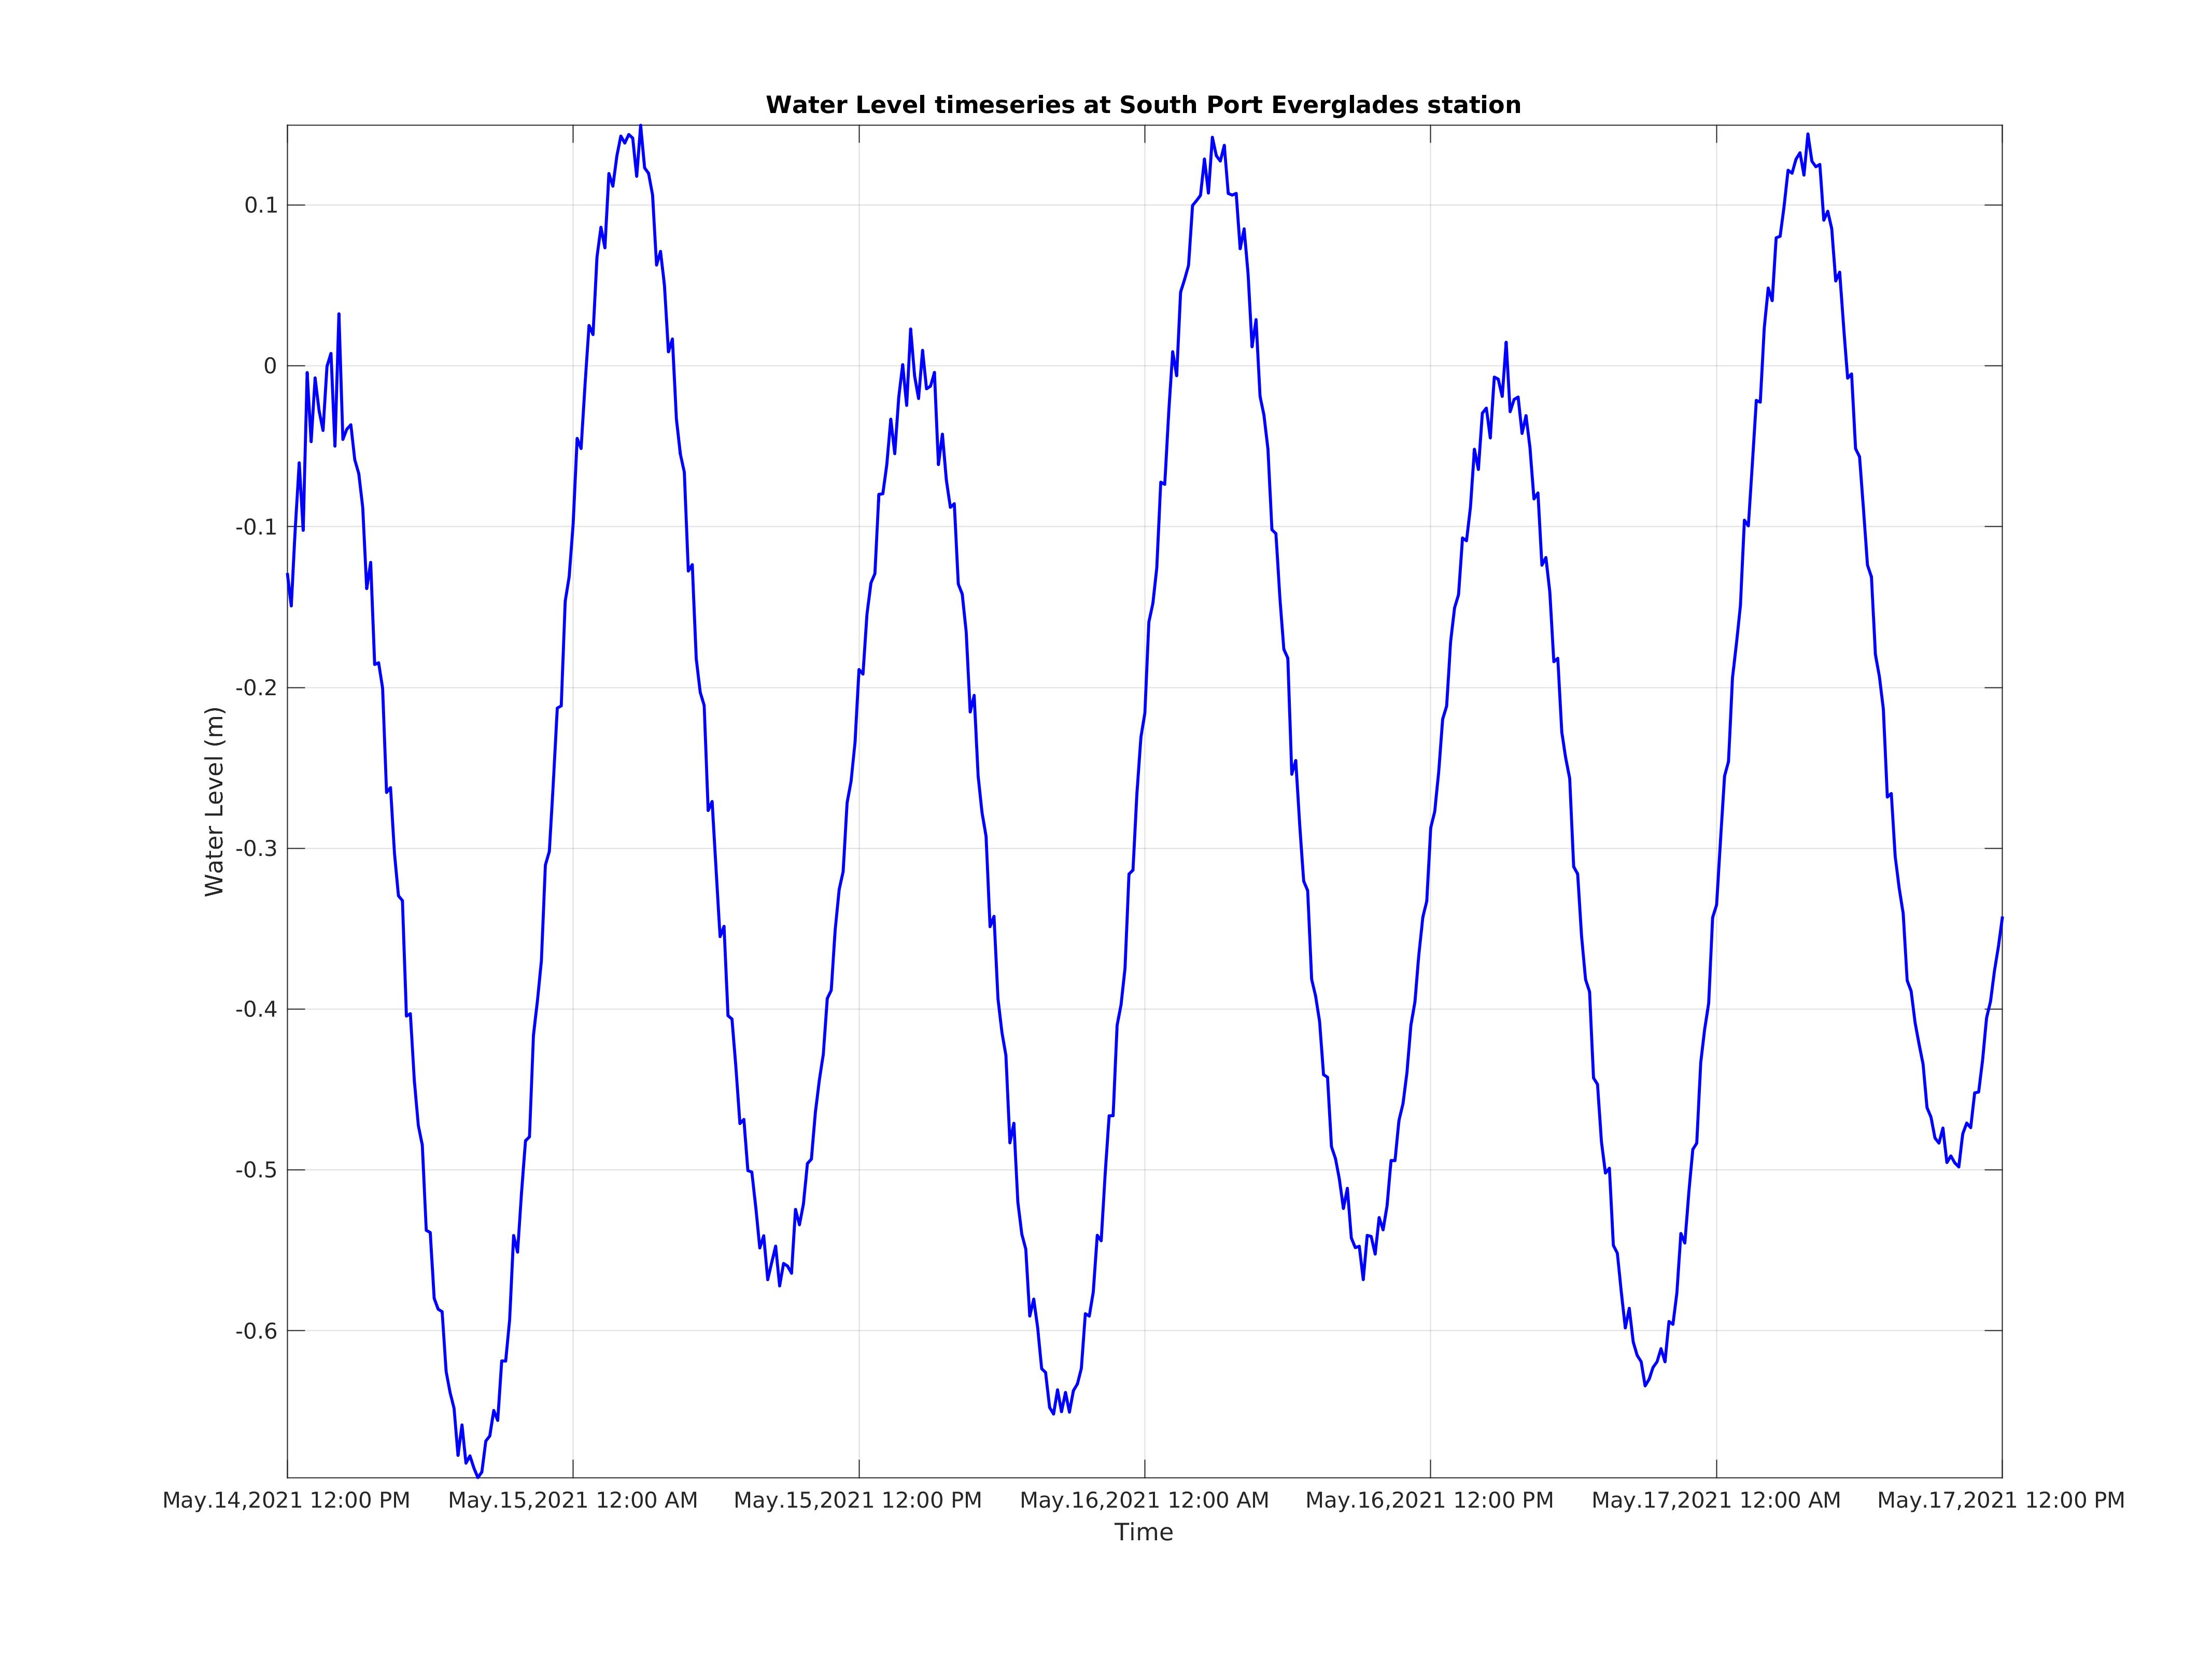 Water Level timeseries at South Port Everglades station
0.1
0
-0.1
-0.2
-0.3
-0.4
-0.5
-0.6
Water Level (m)
May.14,2021 12:00 PM
May.15,2021 12:00 AM
May.15,2021 12:00 PM
May.16,2021 12:00 AM
May.16,2021 12:00 PM
May.17,2021 12:00 AM
May.17,2021 12:00 PM
Time